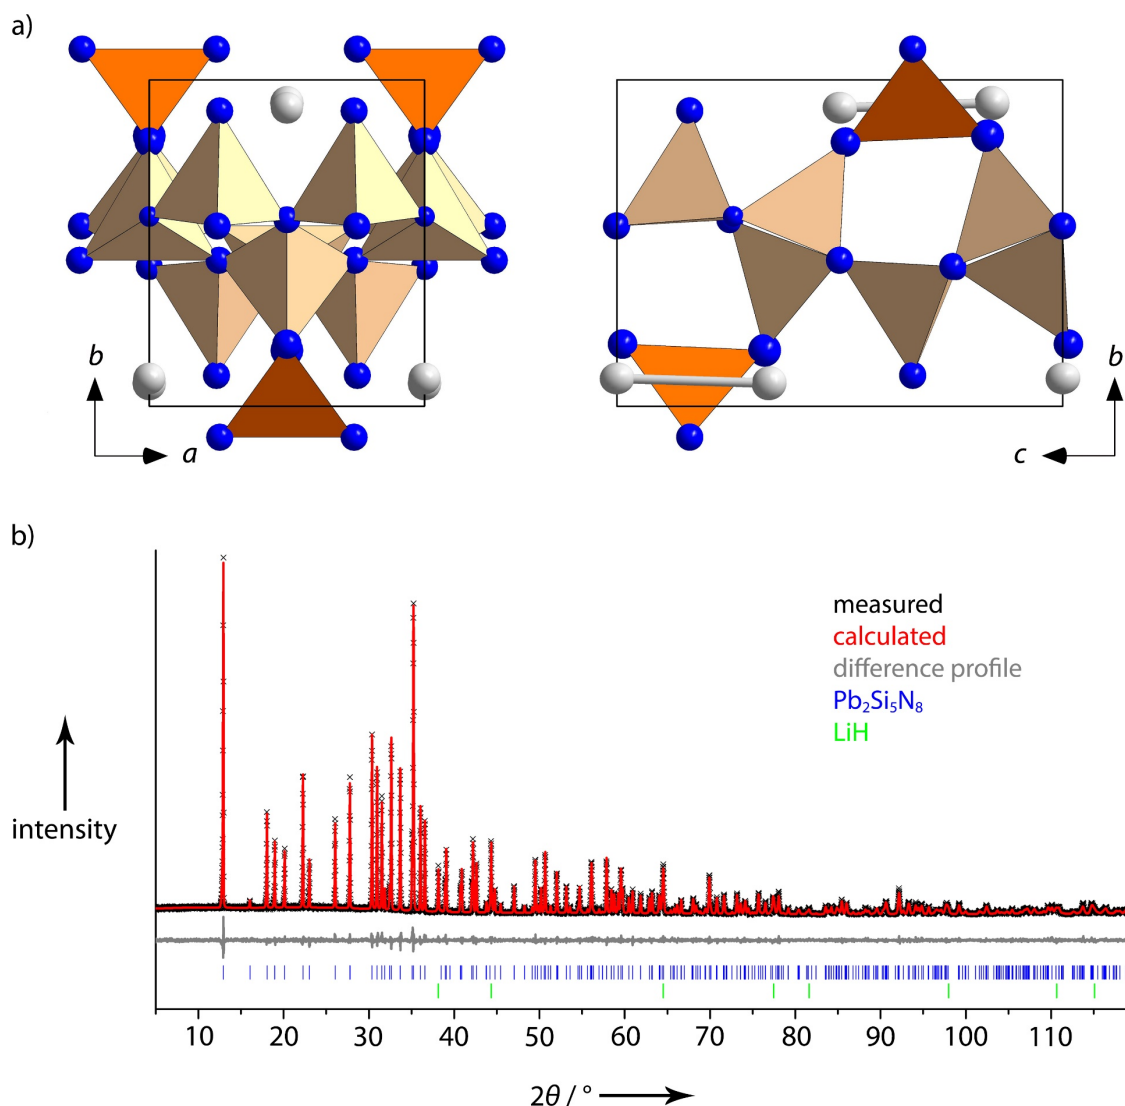 a)
b
a
b
c
b)
measured
calculated
difference profile
Pb₂Si₅N₈
LiH
intensity
10 20 30 40 50 60 70 80 90 100 110
2θ / °